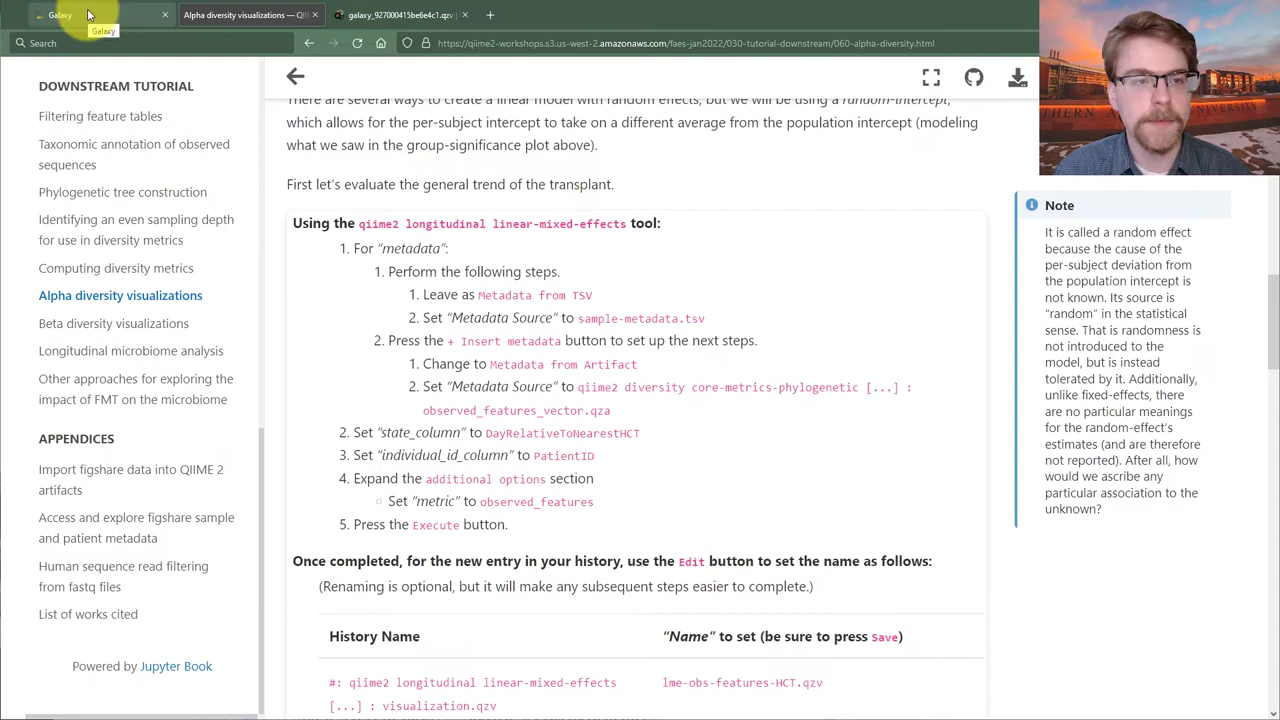 Galaxy
Alpha diversity visualizations — QII
galaxy_927000415be6e4c1.qzv
Galaxy
Search
https://qiime2-workshops.s3.us-west-2.amazonaws.com/faes-jan2022/030-tutorial-downstream/060-alpha-diversity.html
DOWNSTREAM TUTORIAL
Filtering feature tables
Taxonomic annotation of observed
sequences
Phylogenetic tree construction
Identifying an even sampling depth
for use in diversity metrics
Computing diversity metrics
Alpha diversity visualizations
Beta diversity visualizations
Longitudinal microbiome analysis
Other approaches for exploring the
impact of FMT on the microbiome
APPENDICES
Import figshare data into QIIME 2
artifacts
Access and explore figshare sample
and patient metadata
Human sequence read filtering
from fastq files
List of works cited
Powered by Jupyter Book
There are several ways to create a linear model with random effects, but we will be using a random-intercept,
which allows for the per-subject intercept to take on a different average from the population intercept (modeling
what we saw in the group-significance plot above).
First let’s evaluate the general trend of the transplant.
Using the qiime2 longitudinal linear-mixed-effects tool:
1. For “metadata”:
1. Perform the following steps.
1. Leave as Metadata from TSV
2. Set “Metadata Source” to sample-metadata.tsv
2. Press the + Insert metadata button to set up the next steps.
1. Change to Metadata from Artifact
2. Set “Metadata Source” to qiime2 diversity core-metrics-phylogenetic [...] :
observed_features_vector.qza
2. Set “state_column” to DayRelativeToNearestHCT
3. Set “individual_id_column” to PatientID
4. Expand the additional options section
Set “metric” to observed_features
5. Press the Execute button.
Once completed, for the new entry in your history, use the Edit button to set the name as follows:
(Renaming is optional, but it will make any subsequent steps easier to complete.)
History Name “Name” to set (be sure to press Save)
#: qiime2 longitudinal linear-mixed-effects lme-obs-features-HCT.qzv
[...] : visualization.qzv
Note
It is called a random effect
because the cause of the
per-subject deviation from
the population intercept is
not known. Its source is
“random” in the statistical
sense. That is randomness is
not introduced to the
model, but is instead
tolerated by it. Additionally,
unlike fixed-effects, there
are no particular meanings
for the random-effect’s
estimates (and are therefore
not reported). After all, how
would we ascribe any
particular association to the
unknown?